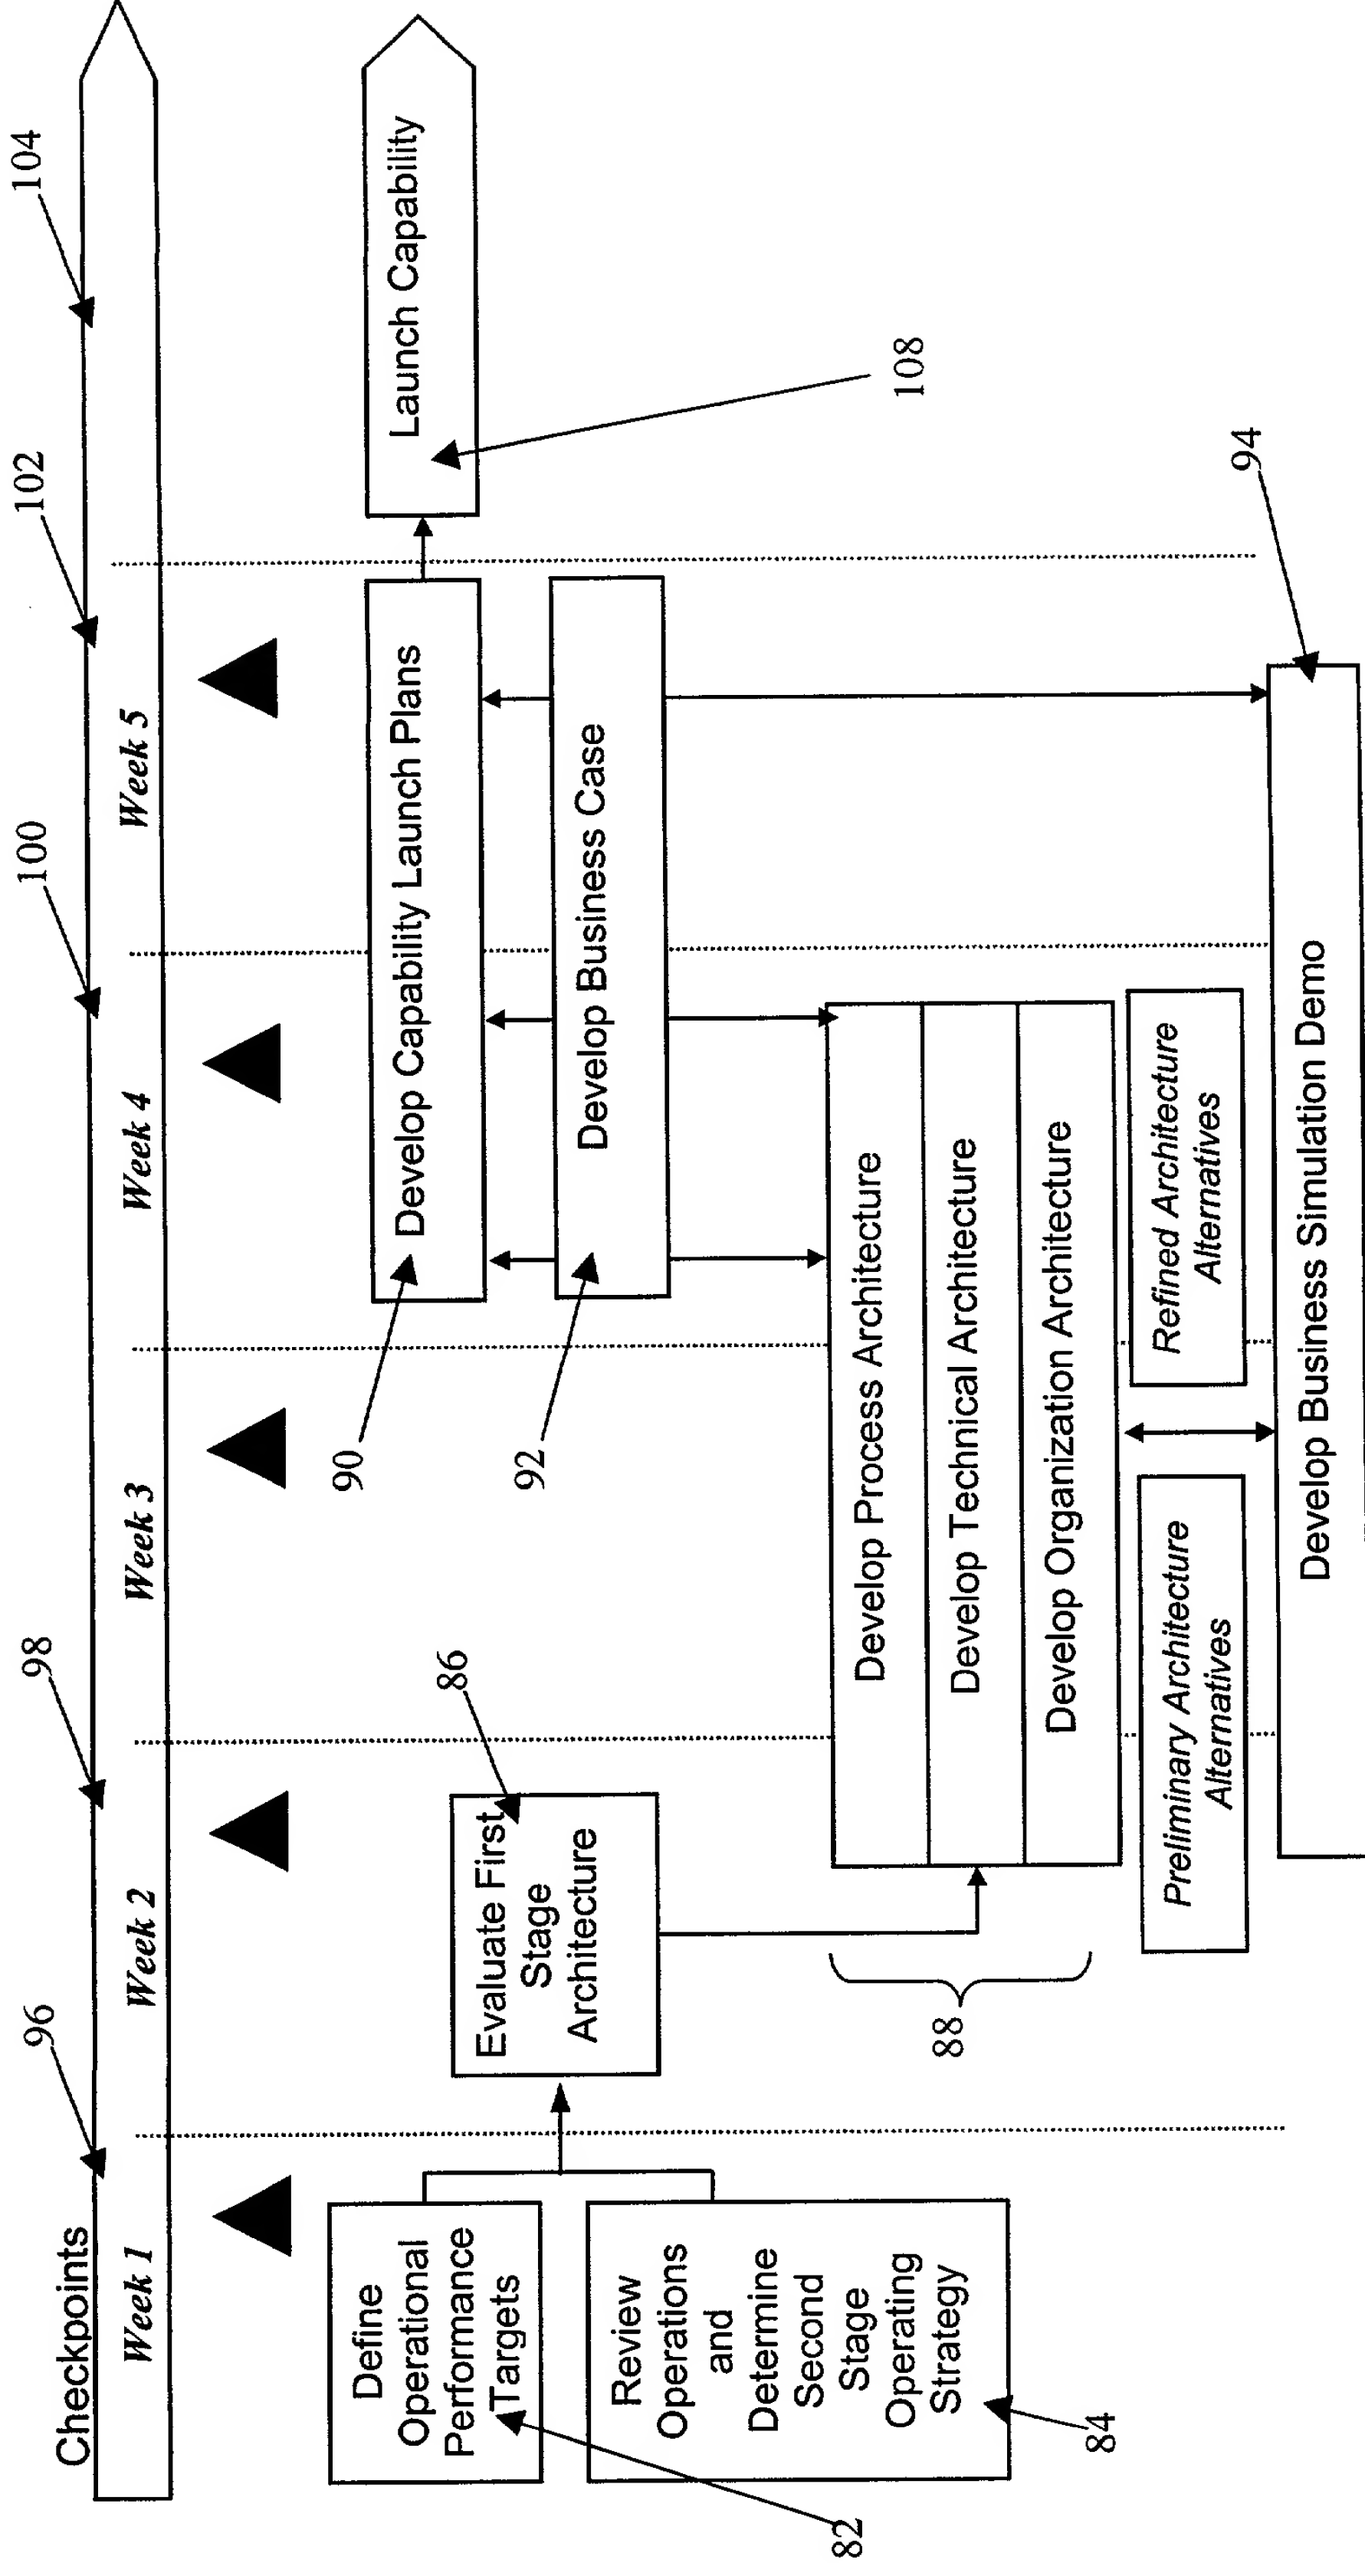 Checkpoints
96
98
100
102
104
Week 1
Week 2
Week 3
Week 4
Week 5
Define
Operational
Performance
Targets
82
Review
Operations
and
Determine
Second
Stage
Operating
Strategy
84
Evaluate First
Stage
Architecture
86
90
Develop Capability Launch Plans
Launch Capability
108
92
Develop Business Case
88
Develop Process Architecture
Develop Technical Architecture
Develop Organization Architecture
Preliminary Architecture
Alternatives
Refined Architecture
Alternatives
Develop Business Simulation Demo
94